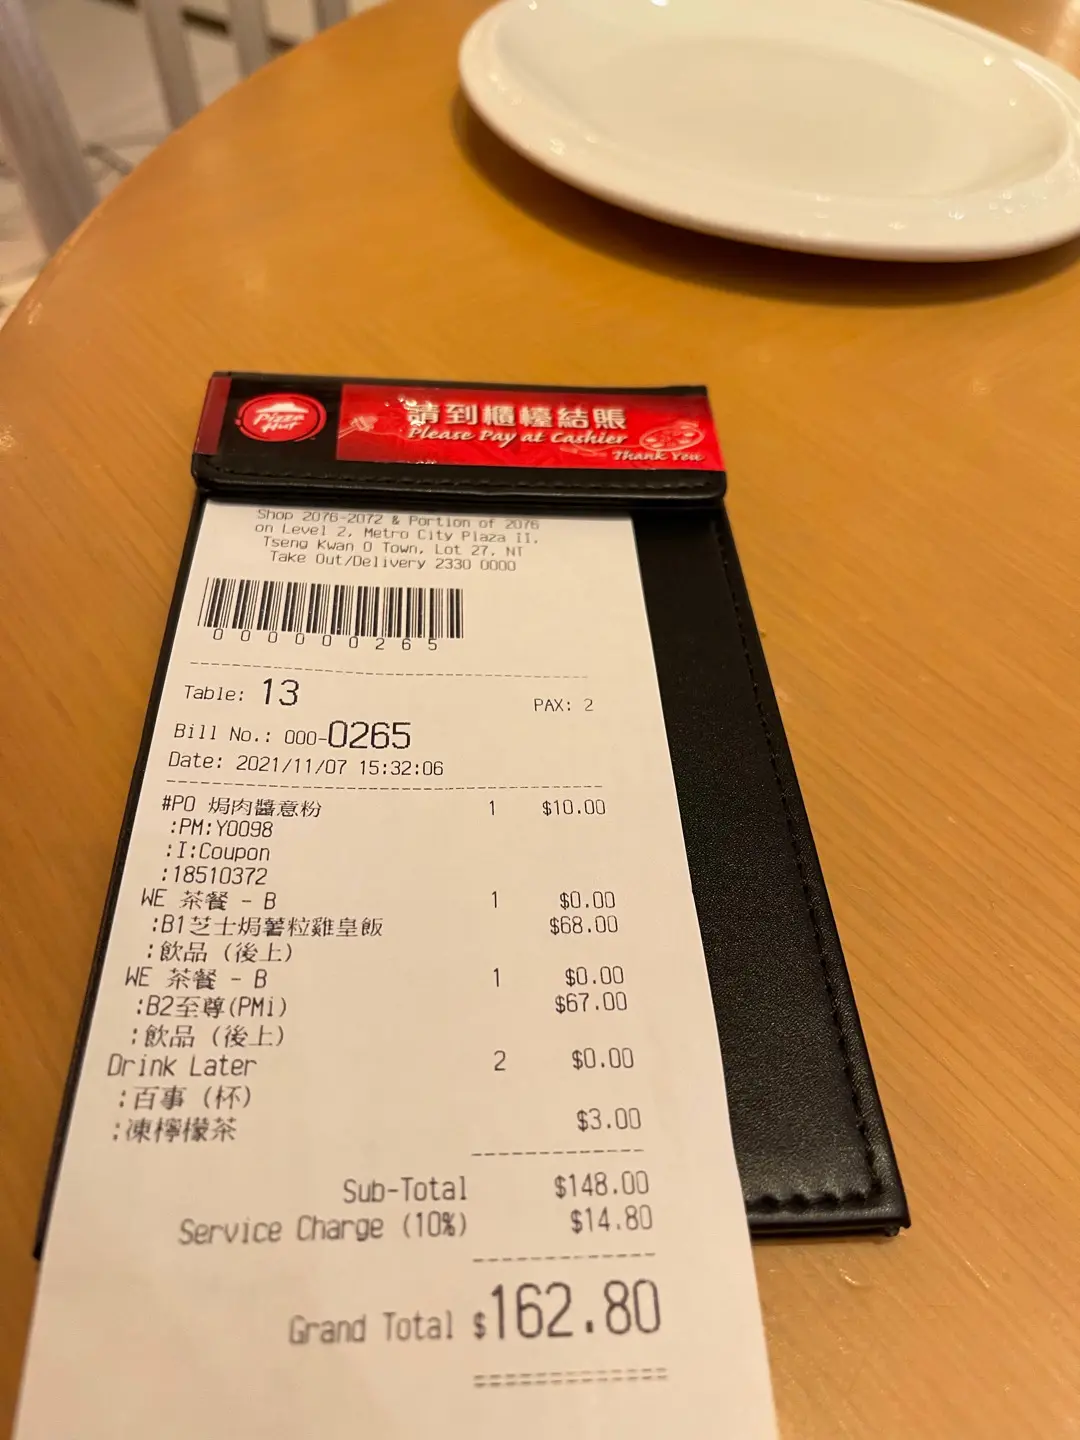 Pizza Hut
請到櫃檯結賬
Please Pay at Cashier
Thank You
Shop 2076-2072 & Portion of 2076
on Level 2, Metro City Plaza II,
Tseng Kwan O Town, Lot 27, NT
Take Out/Delivery 2330 0000
000000265
Table: 13 PAX: 2
Bill No.: 000-0265
Date: 2021/11/07 15:32:06
#PO 焗肉醬意粉 1 $10.00
:PM:Y0098
:I:Coupon
:18510372
WE 茶餐 - B 1 $0.00
:B1芝士焗薯粒雞皇飯 $68.00
:飲品 (後上)
WE 茶餐 - B 1 $0.00
:B2至尊(PMi) $67.00
:飲品 (後上)
Drink Later 2 $0.00
:百事 (杯)
:凍檸檬茶 $3.00
Sub-Total $148.00
Service Charge (10%) $14.80
Grand Total $162.80